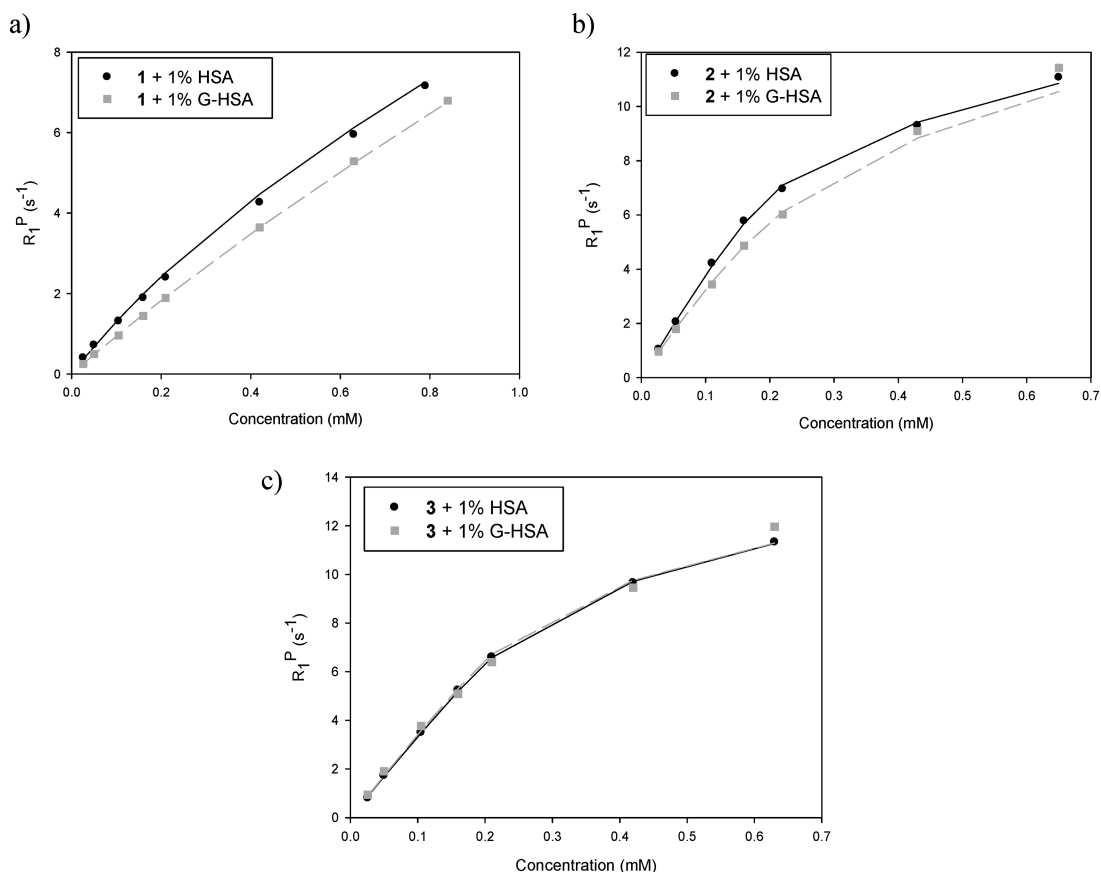 a)
8
6
4
2
0
R₁ᴾ (s⁻¹)
1 + 1% HSA
1 + 1% G-HSA
0.0 0.2 0.4 0.6 0.8 1.0
Concentration (mM)
b)
12
10
8
6
4
2
0
R₁ᴾ (s⁻¹)
2 + 1% HSA
2 + 1% G-HSA
0.0 0.1 0.2 0.3 0.4 0.5 0.6 0.7
Concentration (mM)
c)
14
12
10
8
6
4
2
0
R₁ᴾ (s⁻¹)
3 + 1% HSA
3 + 1% G-HSA
0.0 0.1 0.2 0.3 0.4 0.5 0.6 0.7
Concentration (mM)